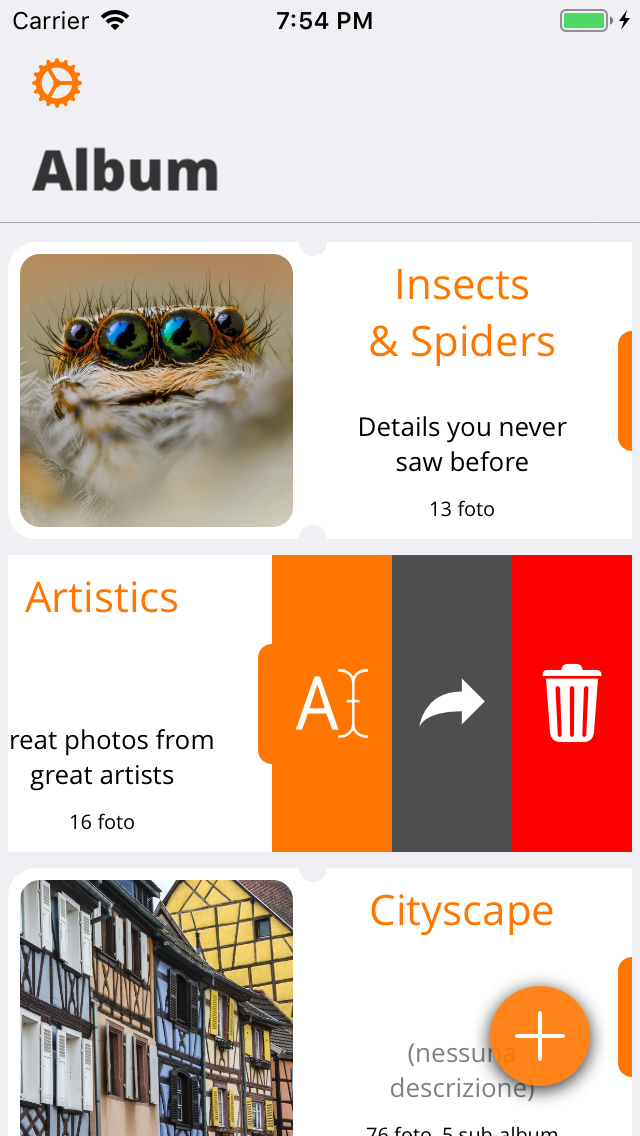 Carrier 7:54 PM
Album
Insects
& Spiders
Details you never
saw before
13 foto
Artistics
reat photos from
great artists
16 foto
A
Cityscape
(nessuna
descrizione)
76 foto, 5 sub-album